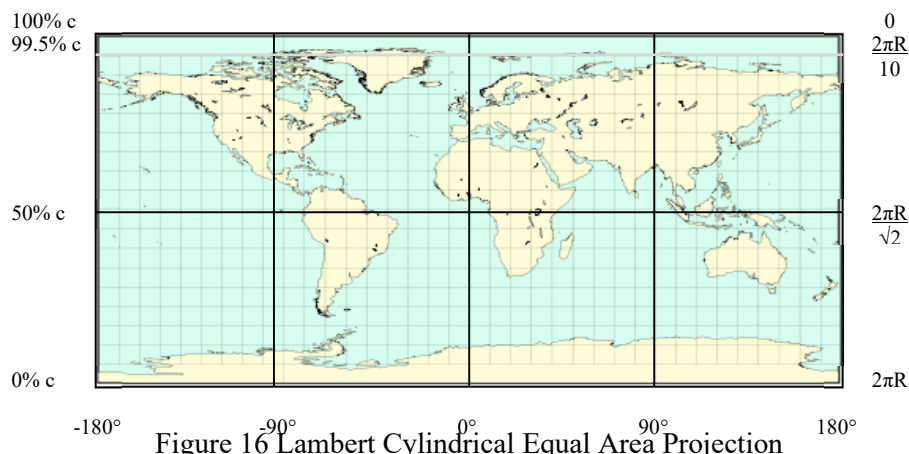 100% c 0
99.5% c 2πR
10
50% c 2πR
√2
0% c 2πR
-180° -90° 0° 90° 180°
Figure 16 Lambert Cylindrical Equal Area Projection